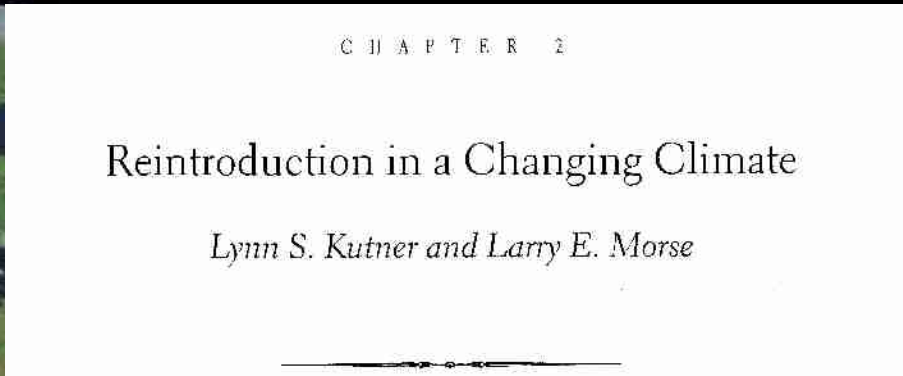 CHAPTER 2
Reintroduction in a Changing Climate
Lynn S. Kutner and Larry E. Morse